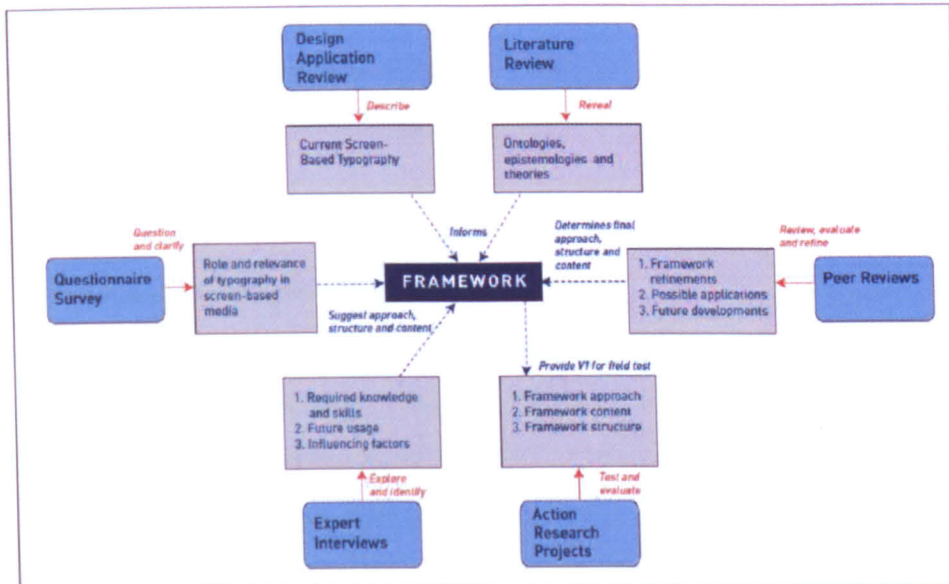 Design
Application
Review
Literature
Review
Describe
Reveal
Current Screen-
Based Typography
Ontologies,
epistemologies and
theories
Informs
Determines final
approach,
structure and
content
Question
and clarify
Review, evaluate
and refine
Questionnaire
Survey
Role and relevance
of typography in
screen-based
media
FRAMEWORK
1. Framework
refinements
2. Possible applications
3. Future developments
Peer Reviews
Suggest approach,
structure and content
Provide V1 for field test
1. Required knowledge
and skills
2. Future usage
3. Influencing factors
1. Framework approach
2. Framework content
3. Framework structure
Explore
and identify
Test and
evaluate
Expert
Interviews
Action
Research
Projects